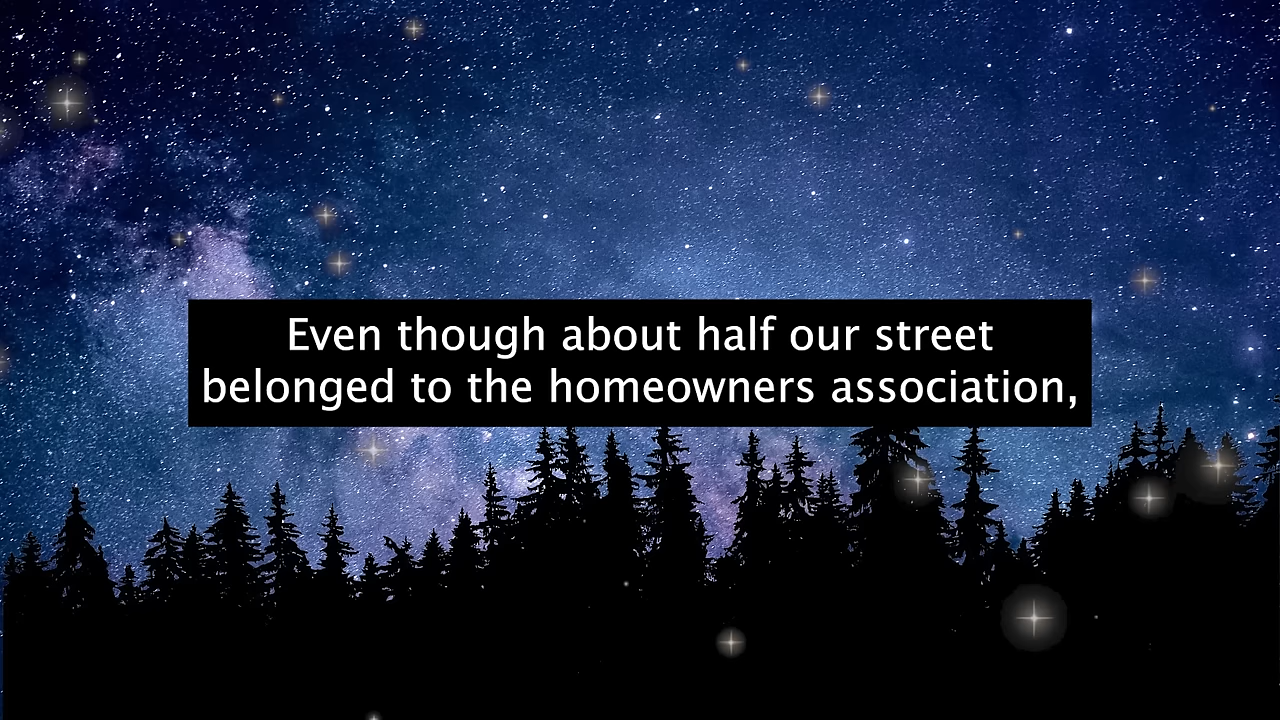 Even though about half our street
belonged to the homeowners association,